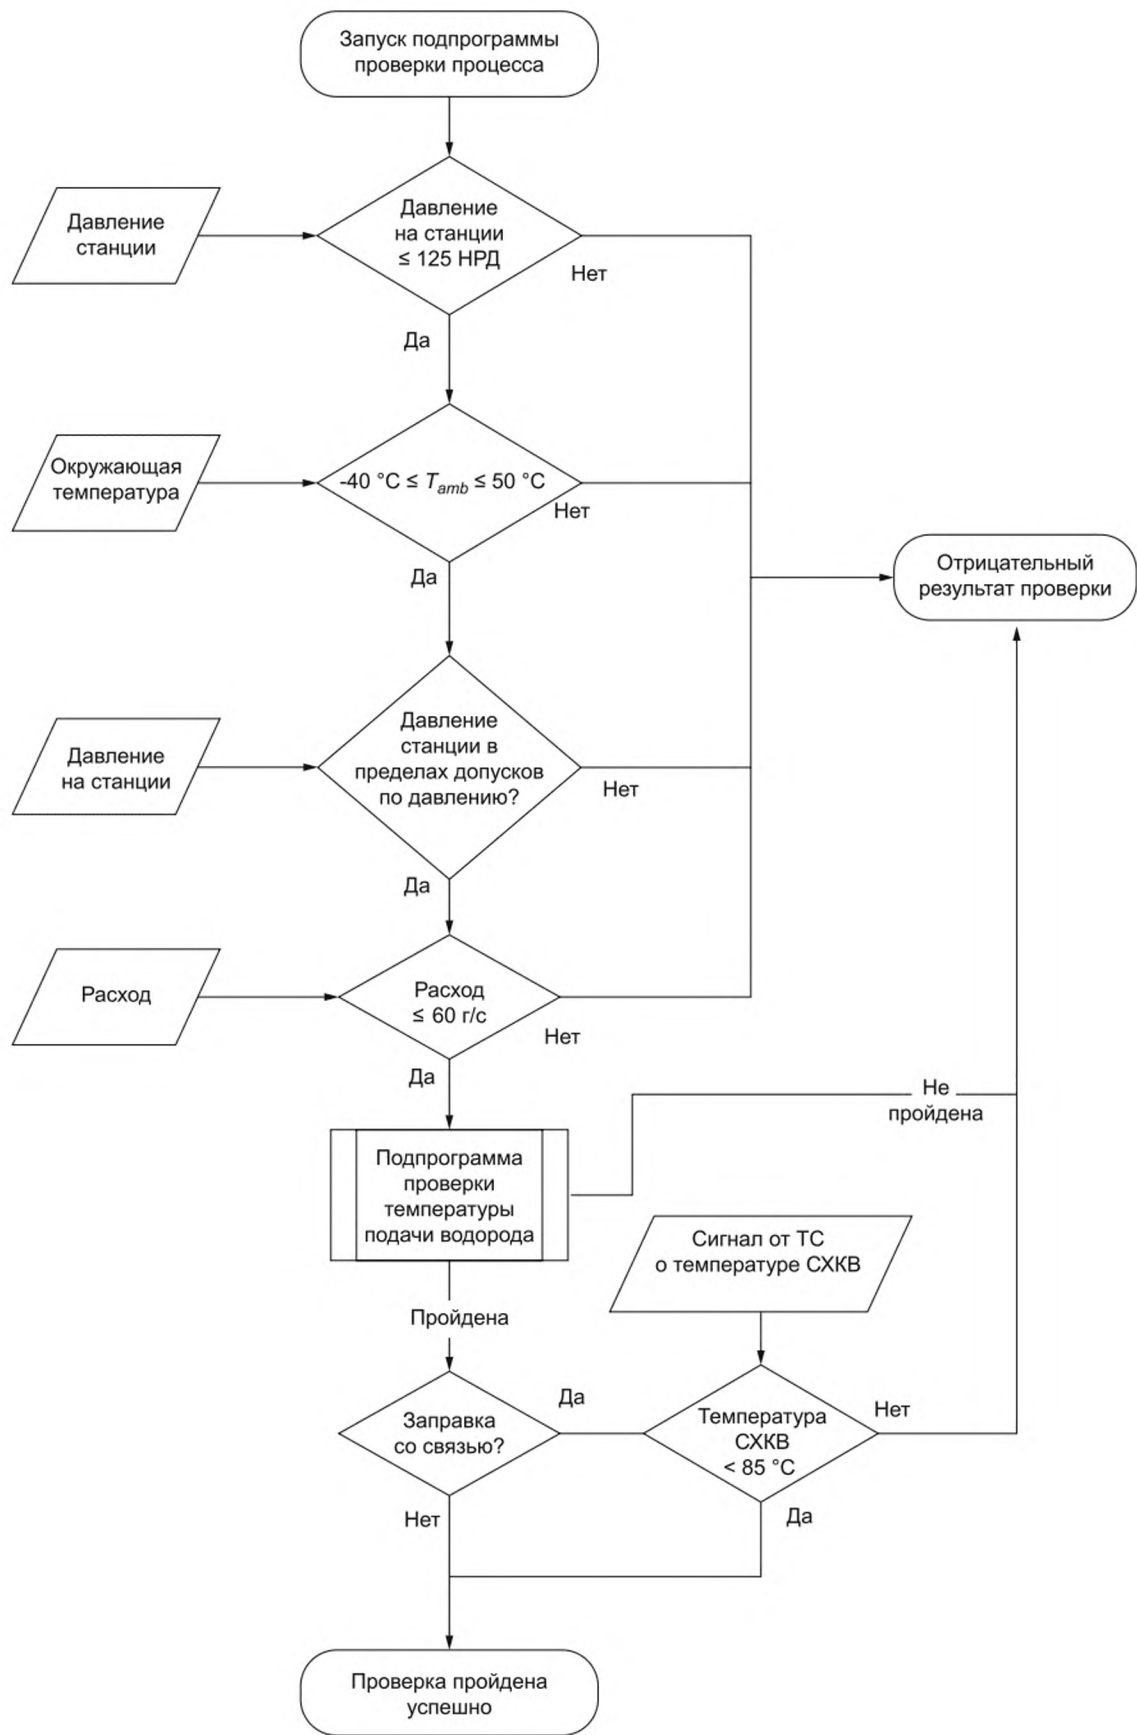 Запуск подпрограммы
проверки процесса
Давление
станции
Давление
на станции
≤ 125 НРД
Нет
Да
Окружающая
температура
-40 °C ≤ T_amb ≤ 50 °C
Нет
Да
Отрицательный
результат проверки
Давление
на станции
Давление
станции в
пределах допусков
по давлению?
Нет
Да
Расход
Расход
≤ 60 г/с
Нет
Да
Не
пройдена
Подпрограмма
проверки
температуры
подачи водорода
Сигнал от ТС
о температуре СХКВ
Пройдена
Заправка
со связью?
Да
Температура
СХКВ
< 85 °C
Нет
Нет
Да
Проверка пройдена
успешно